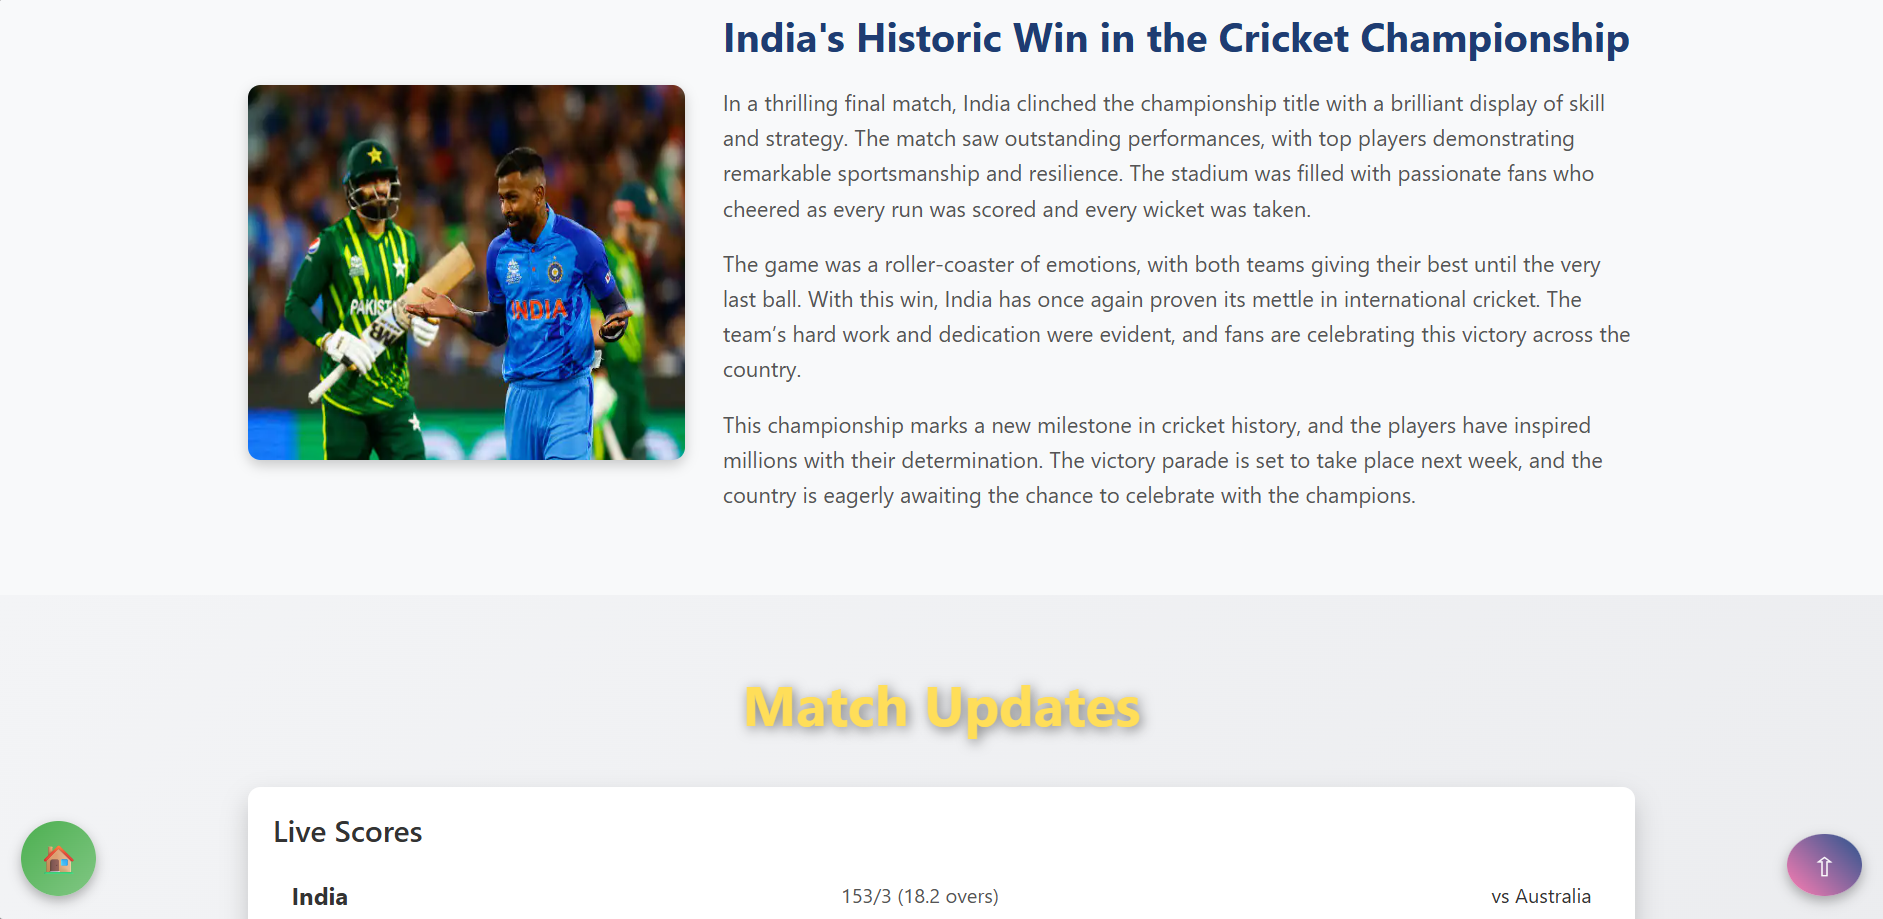 India's Historic Win in the Cricket Championship
In a thrilling final match, India clinched the championship title with a brilliant display of skill
and strategy. The match saw outstanding performances, with top players demonstrating
remarkable sportsmanship and resilience. The stadium was filled with passionate fans who
cheered as every run was scored and every wicket was taken.
The game was a roller-coaster of emotions, with both teams giving their best until the very
last ball. With this win, India has once again proven its mettle in international cricket. The
team’s hard work and dedication were evident, and fans are celebrating this victory across the
country.
This championship marks a new milestone in cricket history, and the players have inspired
millions with their determination. The victory parade is set to take place next week, and the
country is eagerly awaiting the chance to celebrate with the champions.
INDIA
Match Updates
Live Scores
India 153/3 (18.2 overs) vs Australia